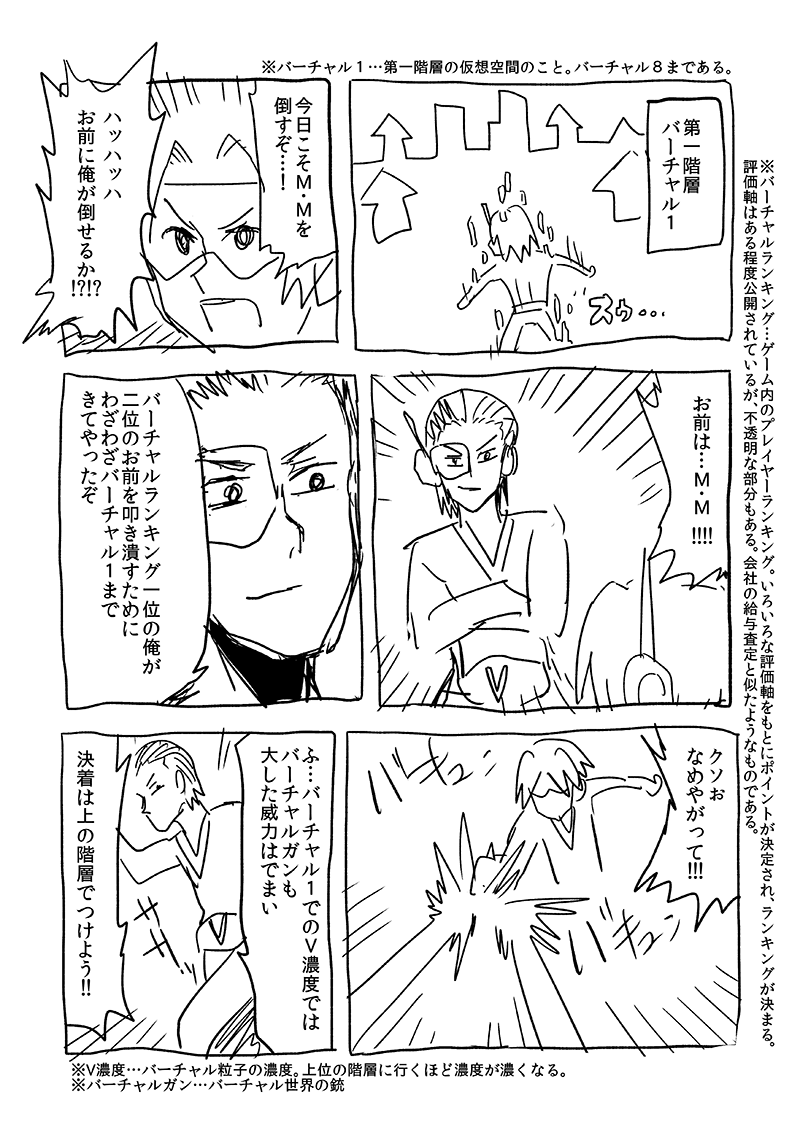 ※バーチャル１…第一階層の仮想空間のこと。バーチャル８まである。
※バーチャルランキング…ゲーム内のプレイヤーランキング。いろいろな評価軸をもとにポイントが決定され、ランキングが決まる。
評価軸はある程度公開されているが、不透明な部分もある。会社の給与査定と似たようなものである。
第一階層
バーチャル１
ズゥ・・・
今日こそＭ・Ｍを
倒すぞ…！
ハッハッハ
お前に俺が倒せるか
!?!?
お前は…Ｍ・Ｍ
!!!!
バーチャルランキング一位の俺が
二位のお前を叩き潰すために
わざわざバーチャル１まで
きてやったぞ
クソお
なめやがって!!!
ふ…バーチャル１でのＶ濃度では
バーチャルガンも
大した威力はでまい
キィ
キィ
決着は上の階層でつけよう!!
※Ｖ濃度…バーチャル粒子の濃度。上位の階層に行くほど濃度が濃くなる。
※バーチャルガン…バーチャル世界の銃